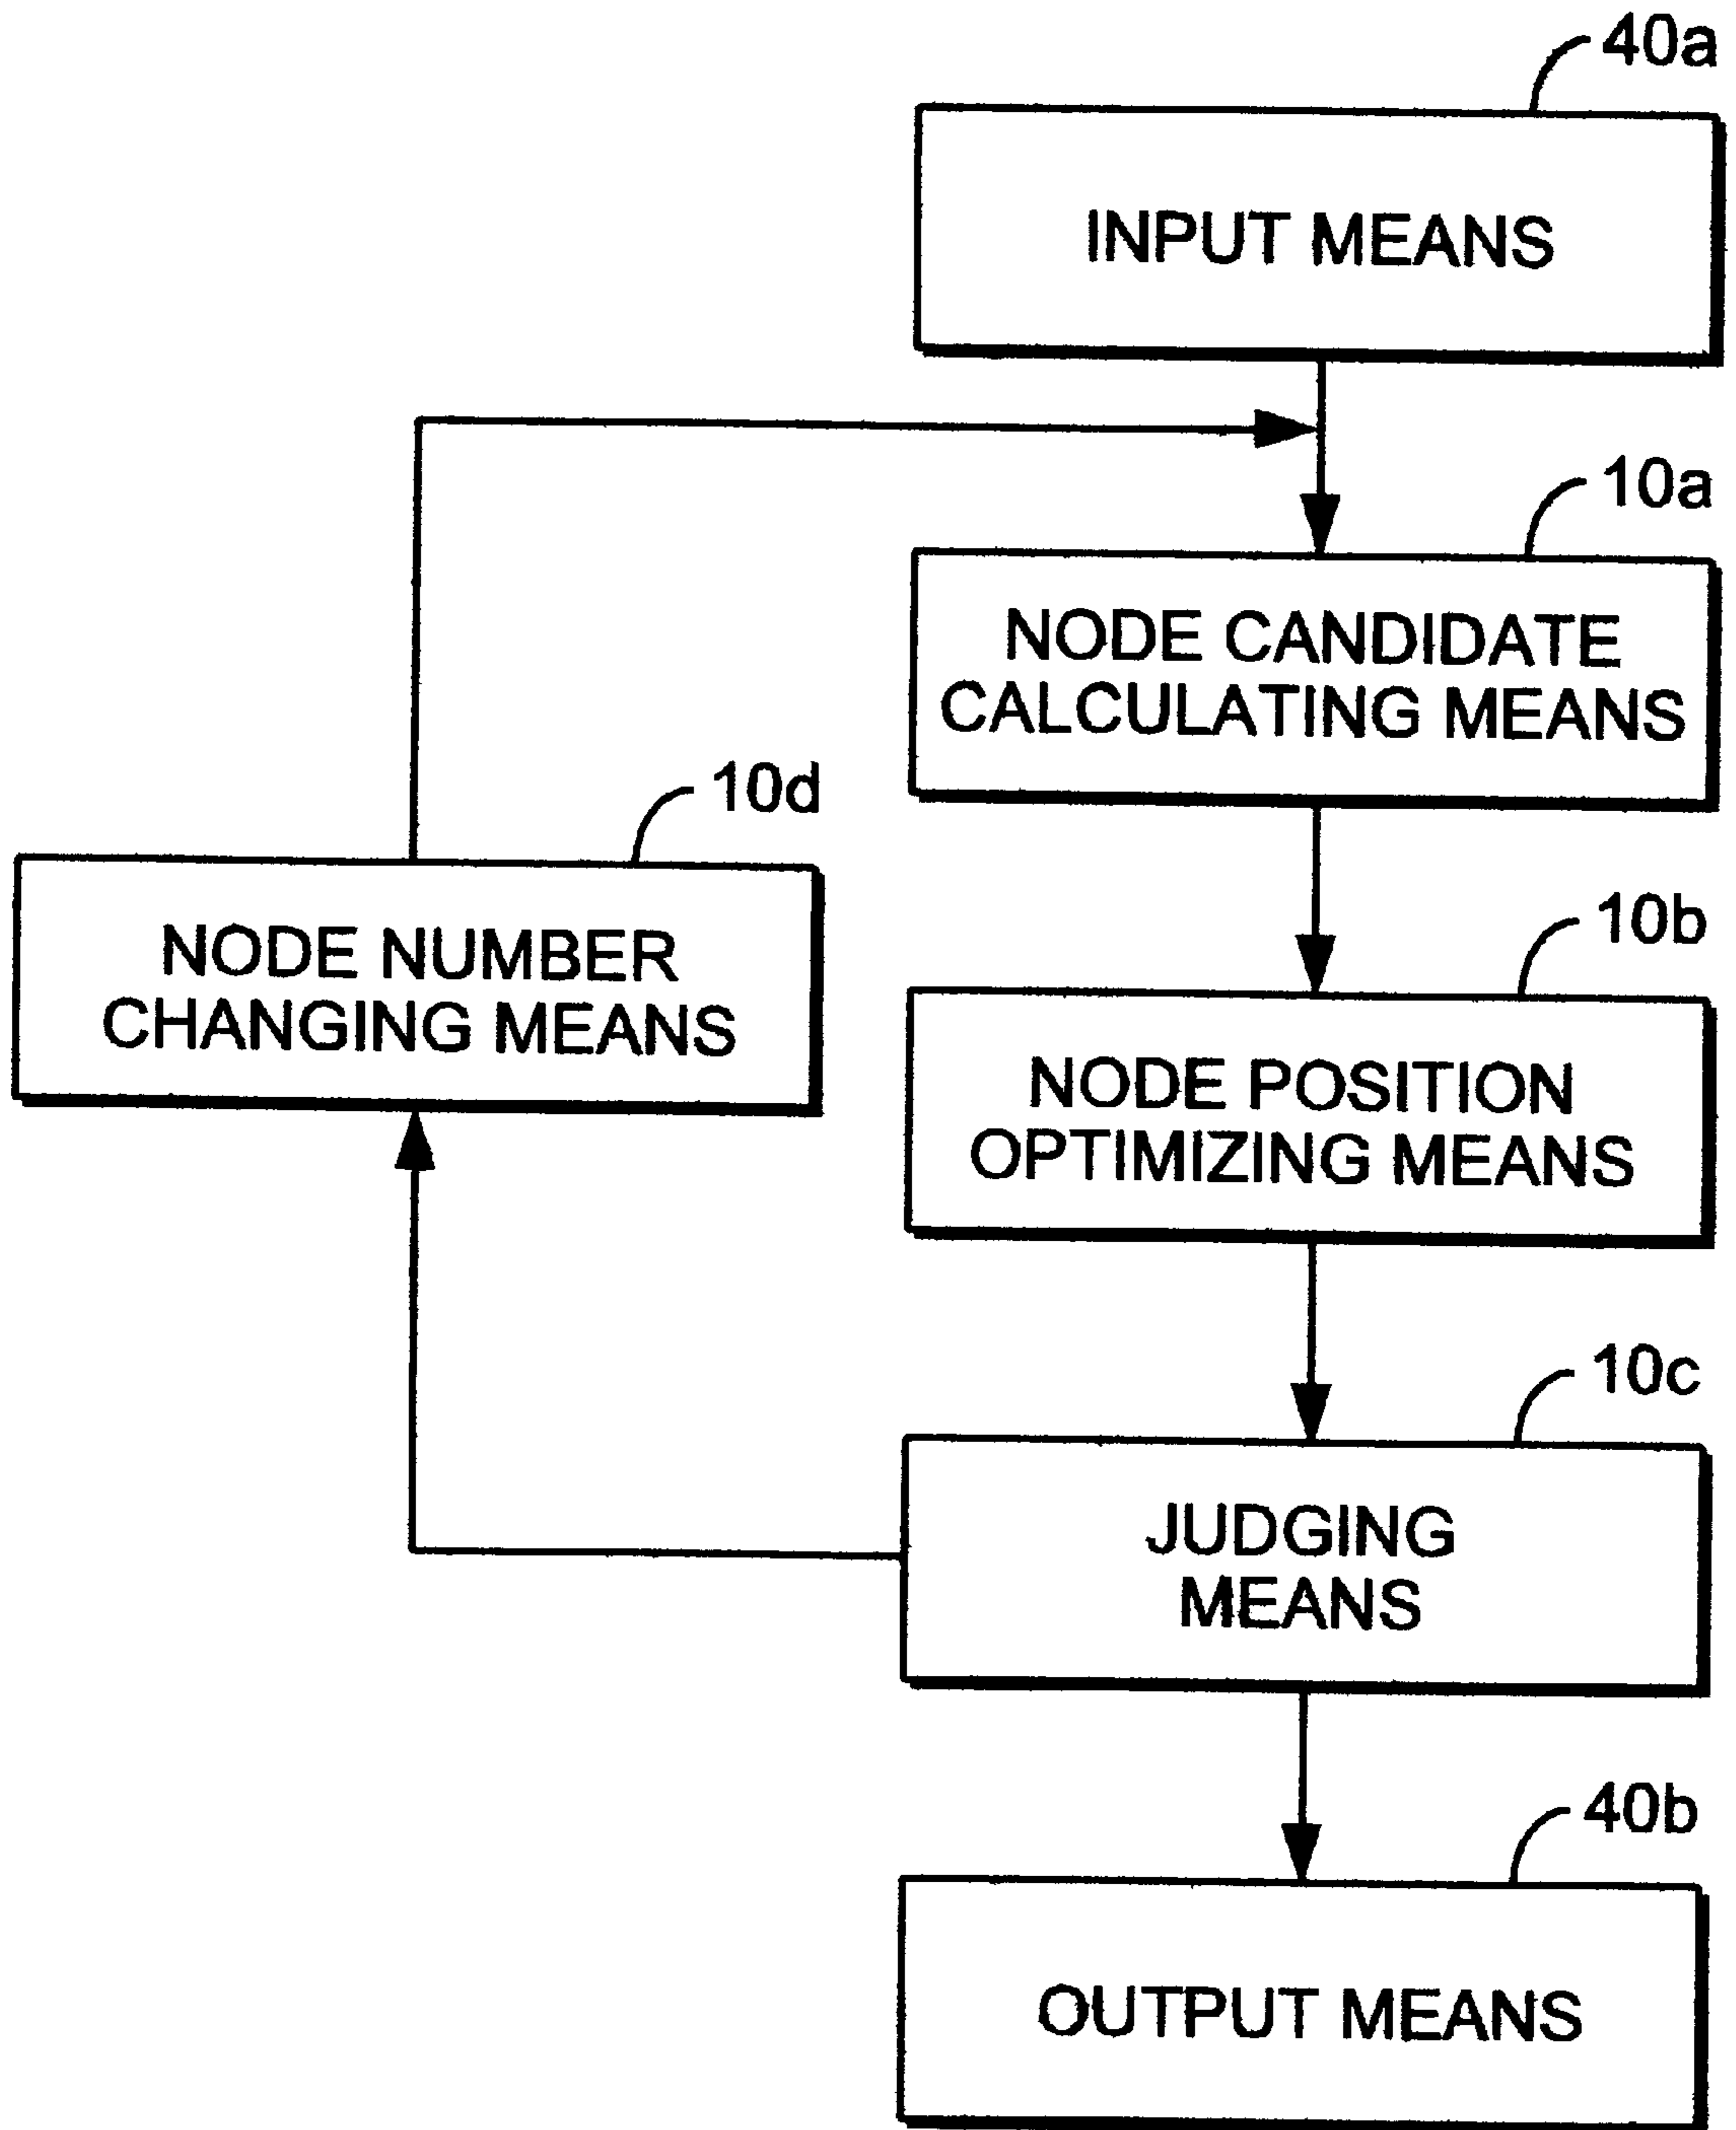 40a
INPUT MEANS
10a
NODE CANDIDATE
CALCULATING MEANS
10d
NODE NUMBER
CHANGING MEANS
10b
NODE POSITION
OPTIMIZING MEANS
10c
JUDGING
MEANS
40b
OUTPUT MEANS